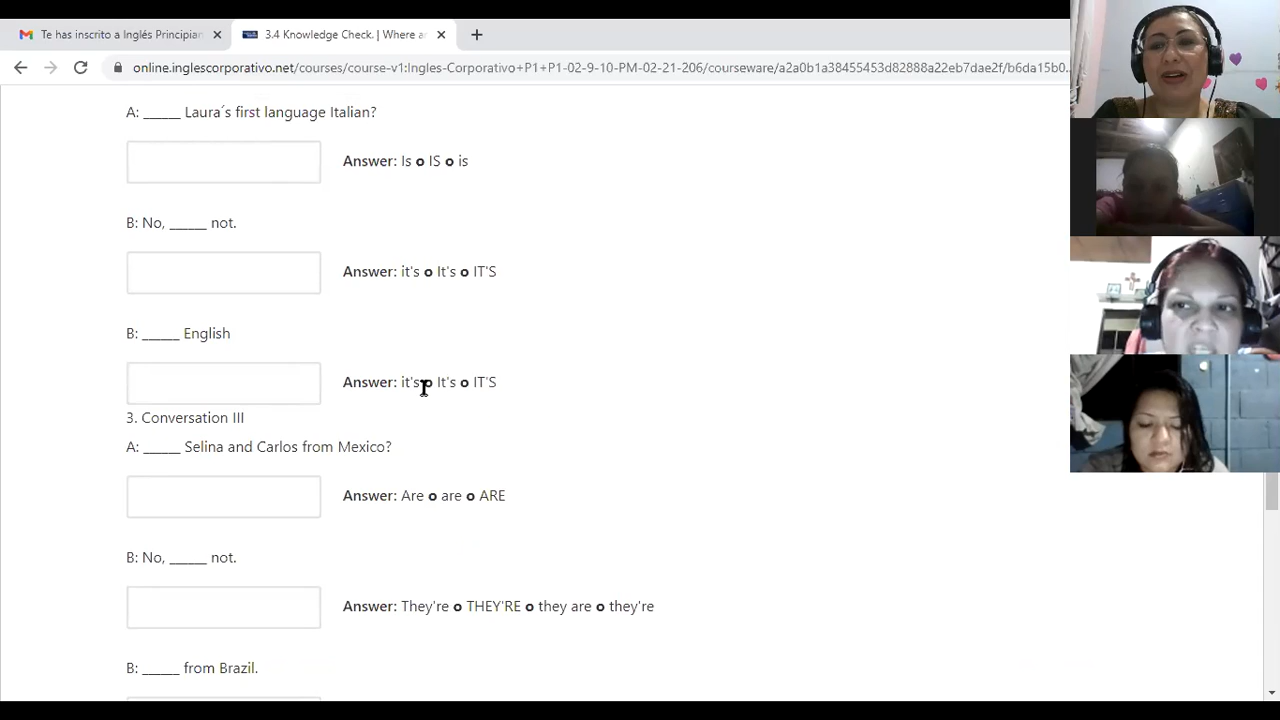 Te has inscrito a Inglés Principian
3.4 Knowledge Check. | Where a
online.inglescorporativo.net/courses/course-v1:Ingles-Corporativo+P1+P1-02-9-10-PM-02-21-206/courseware/a2a0b1a38455453d82888a22eb7dae2f/b6da15b0...
A: _____ Laura´s first language Italian?
Answer: Is o IS o is
B: No, _____ not.
Answer: it's o It's o IT'S
B: _____ English
Answer: it's o It's o IT'S
3. Conversation III
A: _____ Selina and Carlos from Mexico?
Answer: Are o are o ARE
B: No, _____ not.
Answer: They're o THEY'RE o they are o they're
B: _____ from Brazil.